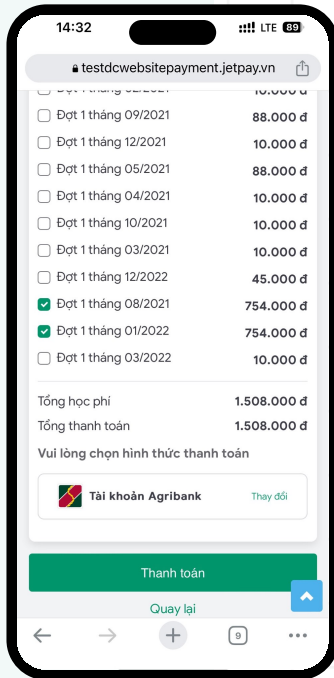 14:32 LTE 89
testdcwebsitepayment.jetpay.vn
Đợt 1 tháng 02/2021 10.000 đ
Đợt 1 tháng 09/2021 88.000 đ
Đợt 1 tháng 12/2021 10.000 đ
Đợt 1 tháng 05/2021 88.000 đ
Đợt 1 tháng 04/2021 10.000 đ
Đợt 1 tháng 10/2021 10.000 đ
Đợt 1 tháng 03/2021 10.000 đ
Đợt 1 tháng 12/2022 45.000 đ
Đợt 1 tháng 08/2021 754.000 đ
Đợt 1 tháng 01/2022 754.000 đ
Đợt 1 tháng 03/2022 10.000 đ
Tổng học phí 1.508.000 đ
Tổng thanh toán 1.508.000 đ
Vui lòng chọn hình thức thanh toán
Tài khoản Agribank Thay đổi
Thanh toán
Quay lại
9